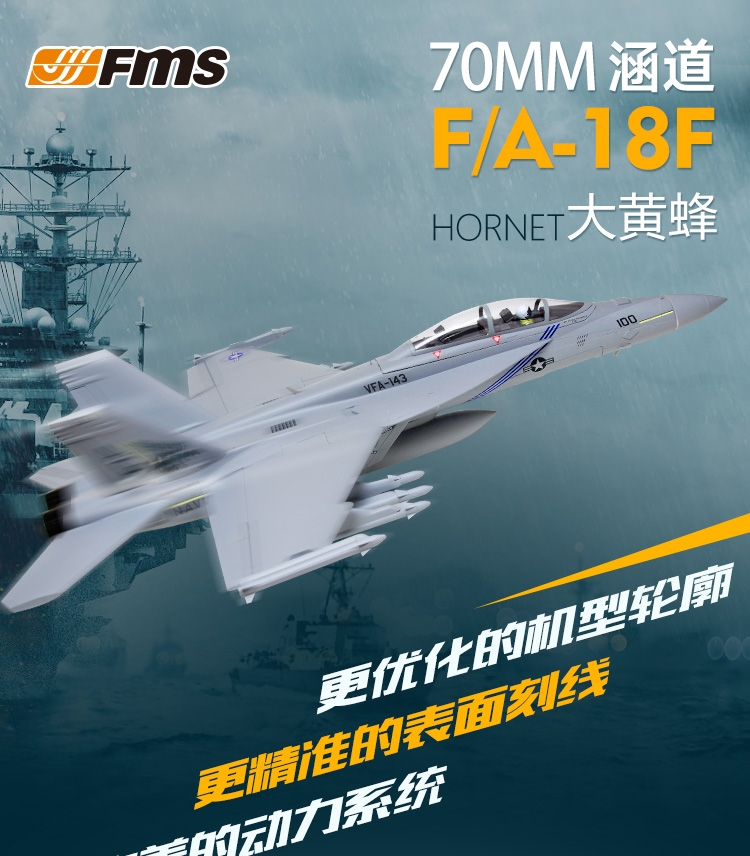 Fms
70MM 涵道
F/A-18F
HORNET大黄蜂
100
VFA-143
NAVY
更优化的机型轮廓
更精准的表面刻线
善的动力系统